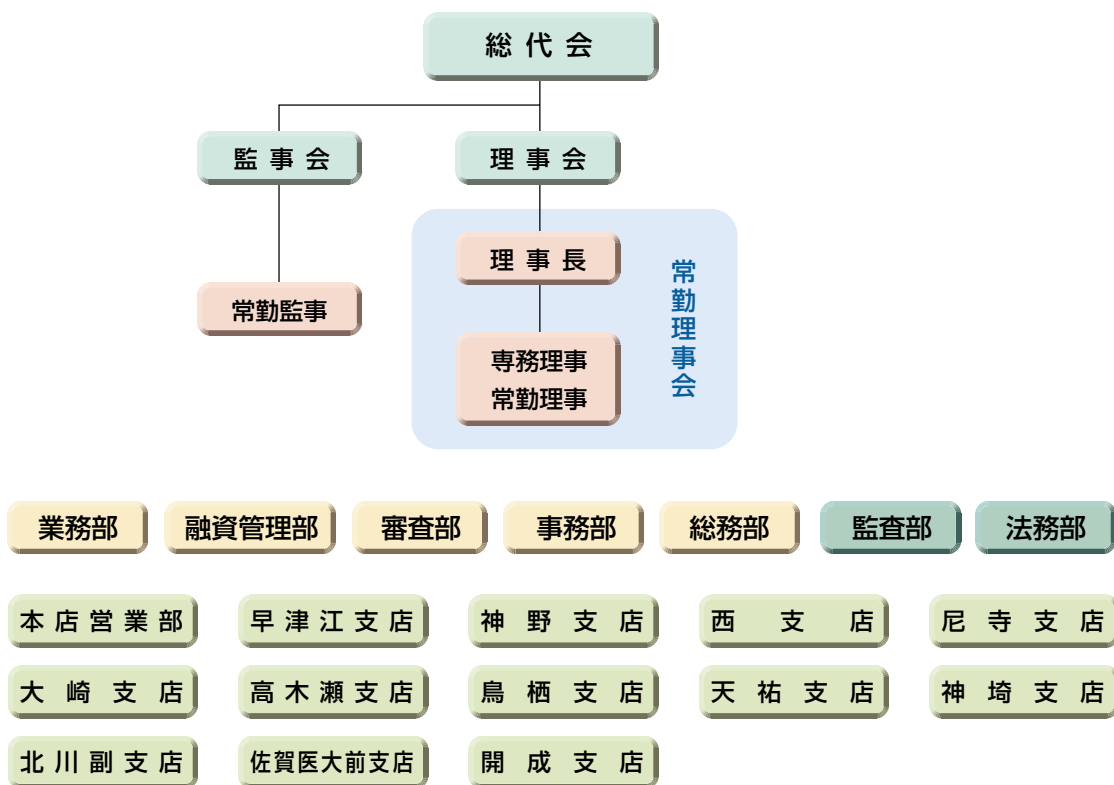 総代会
監事会
理事会
理事長
常勤理事会
常勤監事
専務理事
常勤理事
業務部
融資管理部
審査部
事務部
総務部
監査部
法務部
本店営業部
早津江支店
神野支店
西支店
尼寺支店
大崎支店
高木瀬支店
鳥栖支店
天祐支店
神埼支店
北川副支店
佐賀医大前支店
開成支店